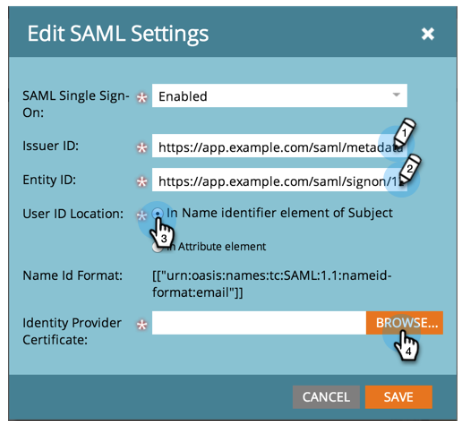 Edit SAML Settings
SAML Single Sign-
On:
Enabled
Issuer ID:
https://app.example.com/saml/metadata
1
Entity ID:
https://app.example.com/saml/signon/1
2
User ID Location:
In Name identifier element of Subject
3
In Attribute element
Name Id Format:
[["urn:oasis:names:tc:SAML:1.1:nameid-
format:email"]]
Identity Provider
Certificate:
BROWSE...
4
CANCEL
SAVE